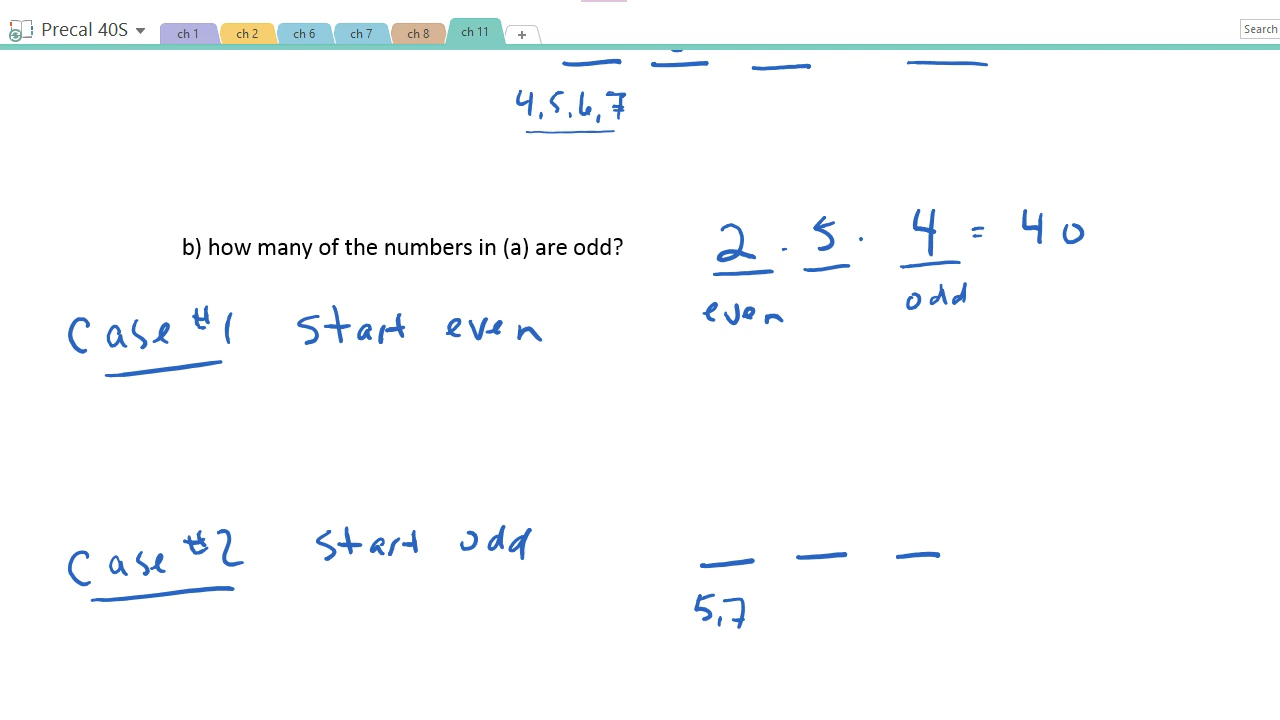 Precal 40S ch 1 ch 2 ch 6 ch 7 ch 8 ch 11 + Search
4,5,6,7
b) how many of the numbers in (a) are odd? 2 · 5 · 4 = 40
even odd
Case #1 start even
Case #2 start odd
5,7